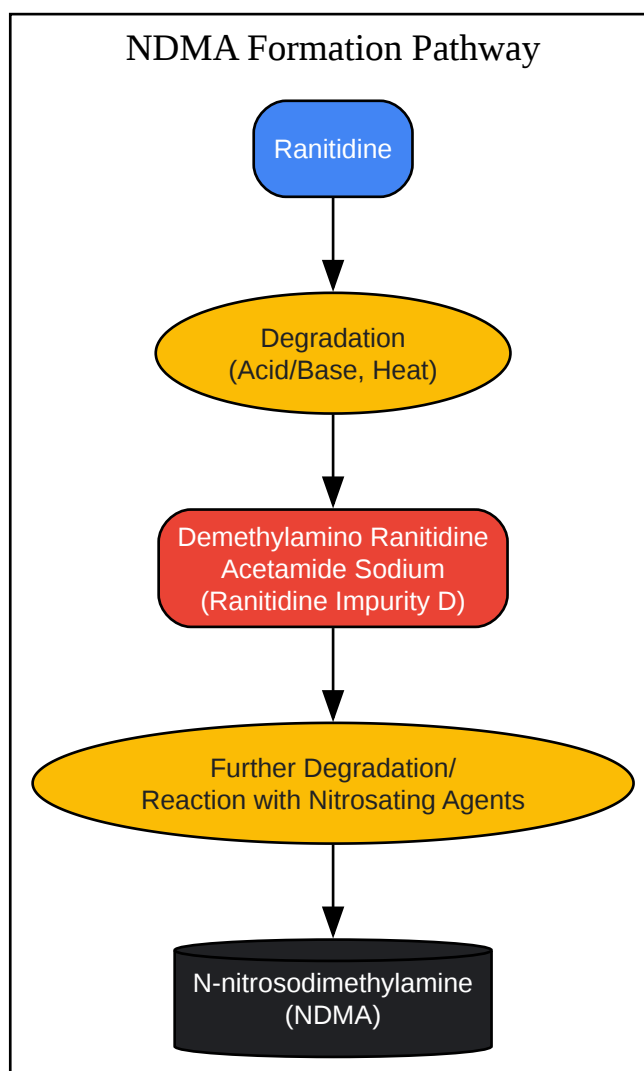 NDMA Formation Pathway
Ranitidine
Degradation
(Acid/Base, Heat)
Demethylamino Ranitidine
Acetamide Sodium
(Ranitidine Impurity D)
Further Degradation/
Reaction with Nitrosating Agents
N-nitrosodimethylamine
(NDMA)